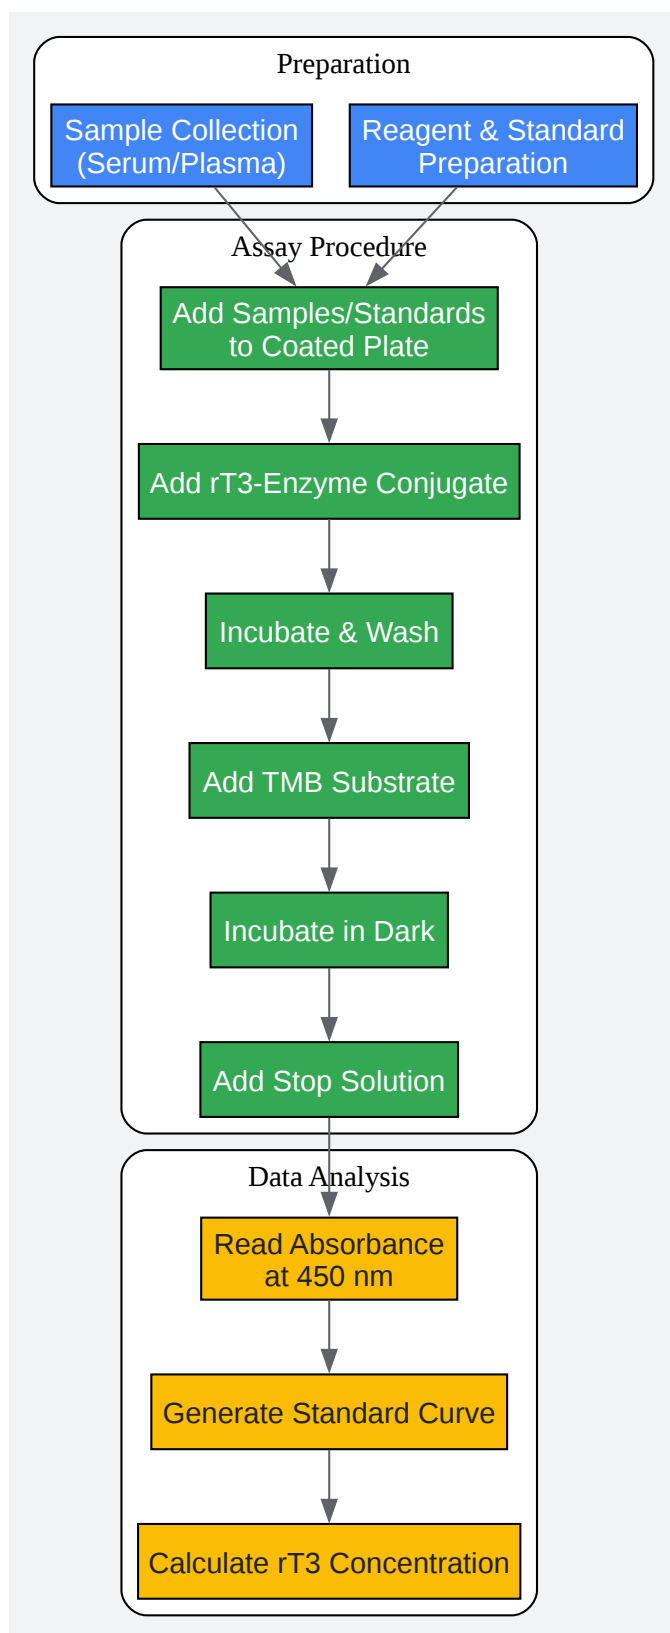 Preparation
Sample Collection
(Serum/Plasma)
Reagent & Standard
Preparation
Assay Procedure
Add Samples/Standards
to Coated Plate
Add rT3-Enzyme Conjugate
Incubate & Wash
Add TMB Substrate
Incubate in Dark
Add Stop Solution
Data Analysis
Read Absorbance
at 450 nm
Generate Standard Curve
Calculate rT3 Concentration